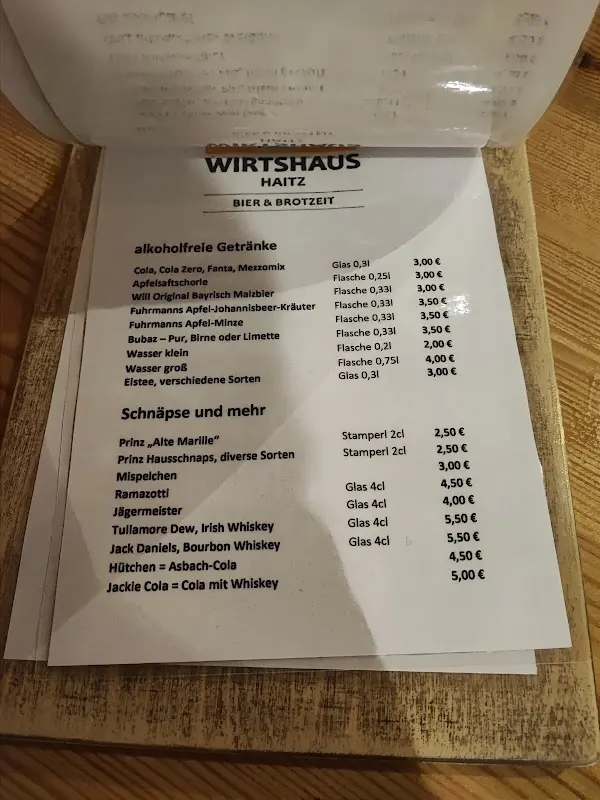 WIRTSHAUS
HAITZ
BIER & BROTZEIT
alkoholfreie Getränke
Cola, Cola Zero, Fanta, Mezzomix Glas 0,3l 3,00 €
Apfelsaftschorle Flasche 0,25l 3,00 €
Will Original Bayrisch Malzbier Flasche 0,33l 3,00 €
Fuhrmanns Apfel-Johannisbeer-Kräuter Flasche 0,33l 3,50 €
Fuhrmanns Apfel-Minze Flasche 0,33l 3,50 €
Bubaz – Pur, Birne oder Limette Flasche 0,33l 3,50 €
Wasser klein Flasche 0,2l 2,00 €
Wasser groß Flasche 0,75l 4,00 €
Eistee, verschiedene Sorten Glas 0,3l 3,00 €
Schnäpse und mehr
Prinz „Alte Marille“ Stamperl 2cl 2,50 €
Prinz Hausschnaps, diverse Sorten Stamperl 2cl 2,50 €
Mispelchen 3,00 €
Ramazotti Glas 4cl 4,50 €
Jägermeister Glas 4cl 4,00 €
Tullamore Dew, Irish Whiskey Glas 4cl 5,50 €
Jack Daniels, Bourbon Whiskey Glas 4cl 5,50 €
Hütchen = Asbach-Cola 4,50 €
Jackie Cola = Cola mit Whiskey 5,00 €